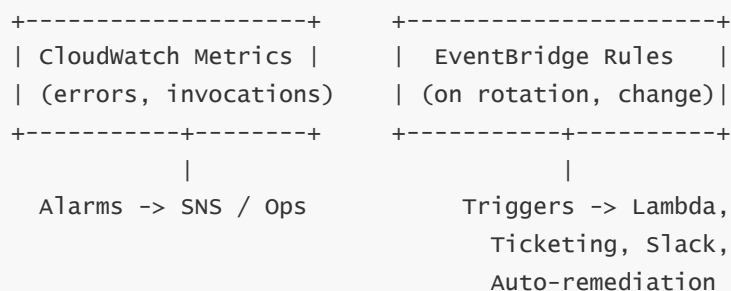 +--------------------+     +----------------------+
| CloudWatch Metrics |     |   EventBridge Rules   |
| (errors, invocations)    | (on rotation, change)|
+-----------+--------+     +-----------+----------+
            |                          |
  Alarms -> SNS / Ops            Triggers -> Lambda,
                                   Ticketing, Slack,
                                   Auto-remediation